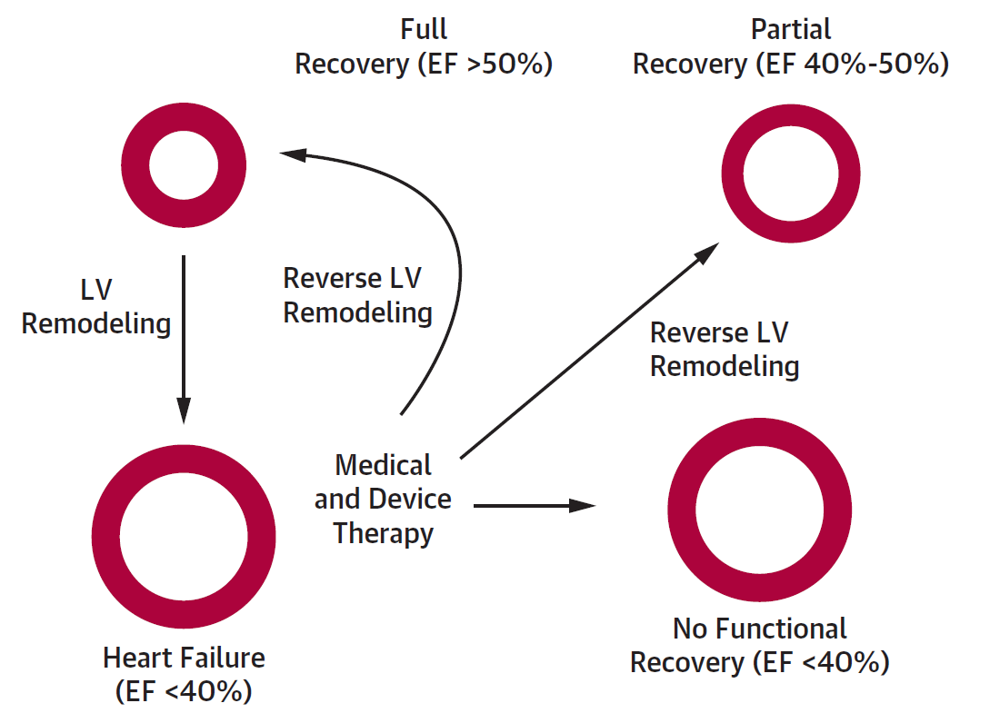 Full
Recovery (EF >50%)
Partial
Recovery (EF 40%-50%)
LV
Remodeling
Reverse LV
Remodeling
Reverse LV
Remodeling
Medical
and Device
Therapy
Heart Failure
(EF <40%)
No Functional
Recovery (EF <40%)